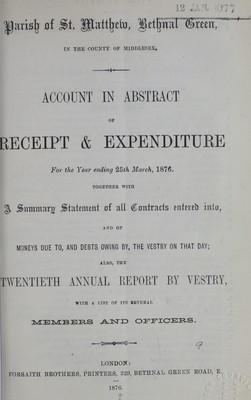 12 JAN 1977
Parish of St. Matthew, Bethnal Green,
IN THE COUNTY OF MIDDLESEX.
ACCOUNT IN ABSTRACT
OF
RECEIPT & EXPENDITURE
For the Year ending 25th March, 1876.
TOGETHER WITH
A Summary Statement of all Contracts entered into,
AND OF
MONEYS DUE TO, AND DEBTS OWING BY, THE VESTRY ON THAT DAY;
ALSO, THE
TWENTIETH ANNUAL REPORT BY VESTRY,
WITH A LIST OF ITS SEVERAL
MEMBERS AND OFFICERS.
LONDON:
FORSAITH BROTHERS, PRINTERS, 329, BETHNAL GREEN ROAD, E.
1876.